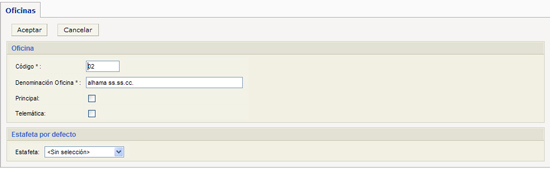 Oficinas
Aceptar Cancelar
Oficina
Código * : 02
Denominación Oficina * : alhama ss.ss.cc.
Principal:
Telemática:
Estafeta por defecto
Estafeta: <Sin selección>